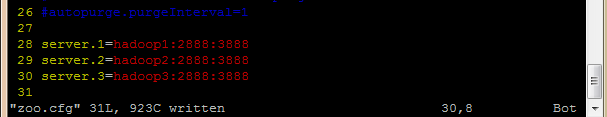 26 #autopurge.purgeInterval=1
27
28 server.1=hadoop1:2888:3888
29 server.2=hadoop2:2888:3888
30 server.3=hadoop3:2888:3888
31
"zoo.cfg" 31L, 923C written 30,8 Bot